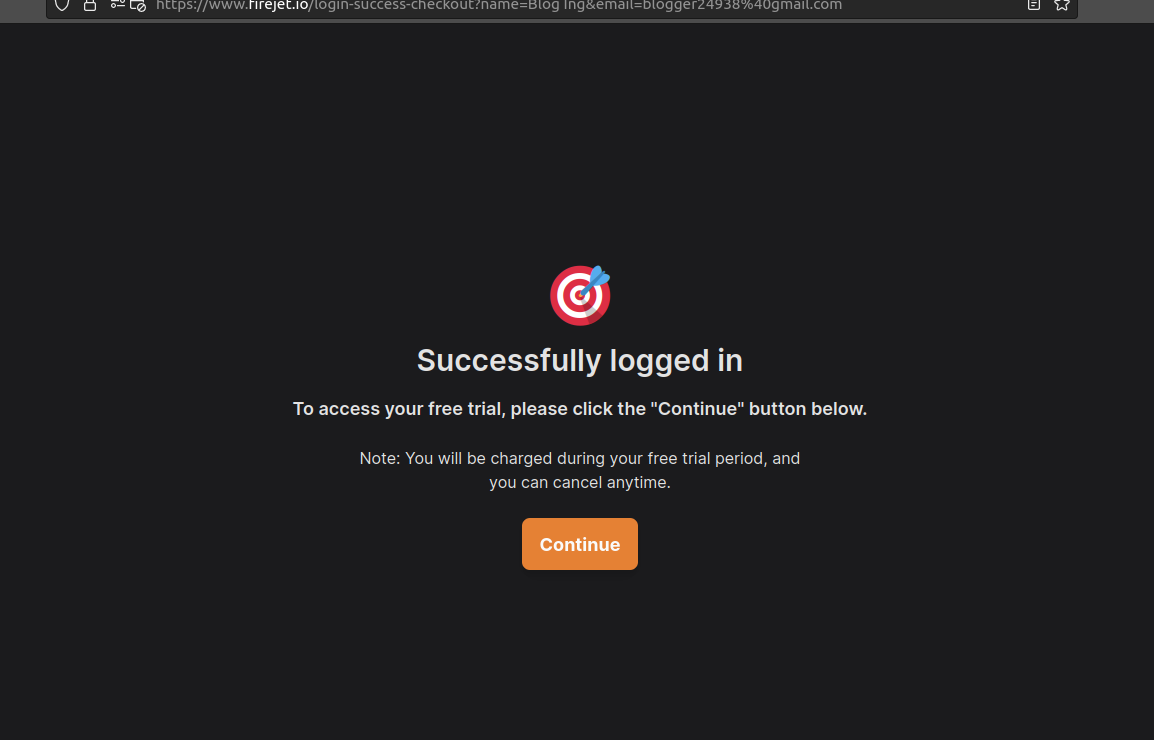 https://www.firejet.io/login-success-checkout?name=Blog Ing&email=blogger24938%40gmail.com
Successfully logged in
To access your free trial, please click the "Continue" button below.
Note: You will be charged during your free trial period, and
you can cancel anytime.
Continue